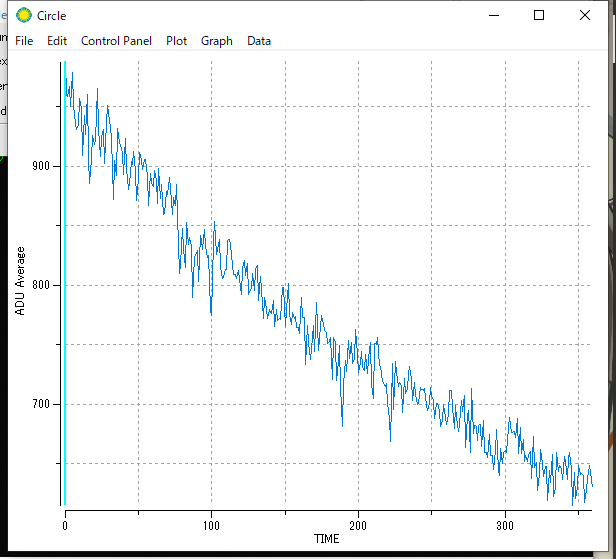 Circle
File Edit Control Panel Plot Graph Data
900
800
700
ADU Average
0 100 200 300
TIME